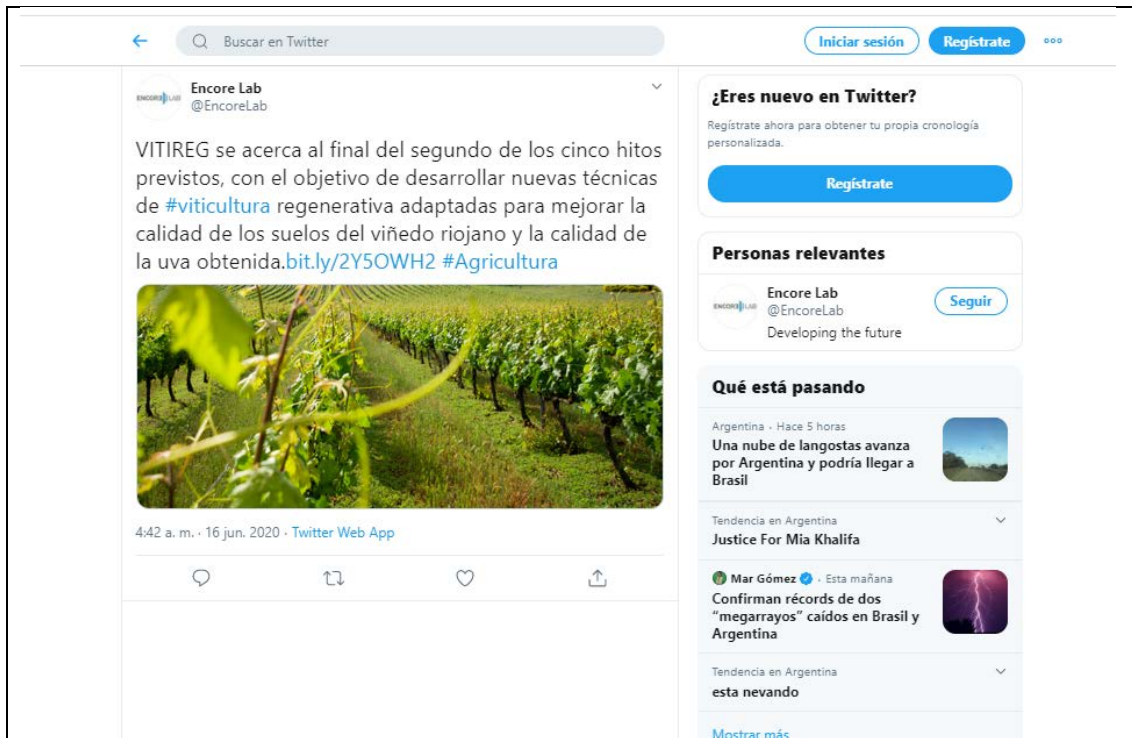 Buscar en Twitter
Iniciar sesión
Regístrate
ENCORE LAB
Encore Lab
@EncoreLab
VITIREG se acerca al final del segundo de los cinco hitos
previstos, con el objetivo de desarrollar nuevas técnicas
de #viticultura regenerativa adaptadas para mejorar la
calidad de los suelos del viñedo riojano y la calidad de
la uva obtenida.bit.ly/2Y5OWH2 #Agricultura
4:42 a. m. · 16 jun. 2020 · Twitter Web App
¿Eres nuevo en Twitter?
Regístrate ahora para obtener tu propia cronología
personalizada.
Regístrate
Personas relevantes
ENCORE LAB
Encore Lab
@EncoreLab
Developing the future
Seguir
Qué está pasando
Argentina · Hace 5 horas
Una nube de langostas avanza
por Argentina y podría llegar a
Brasil
Tendencia en Argentina
Justice For Mia Khalifa
Mar Gómez · Esta mañana
Confirman récords de dos
“megarrayos” caídos en Brasil y
Argentina
Tendencia en Argentina
esta nevando
Mostrar más